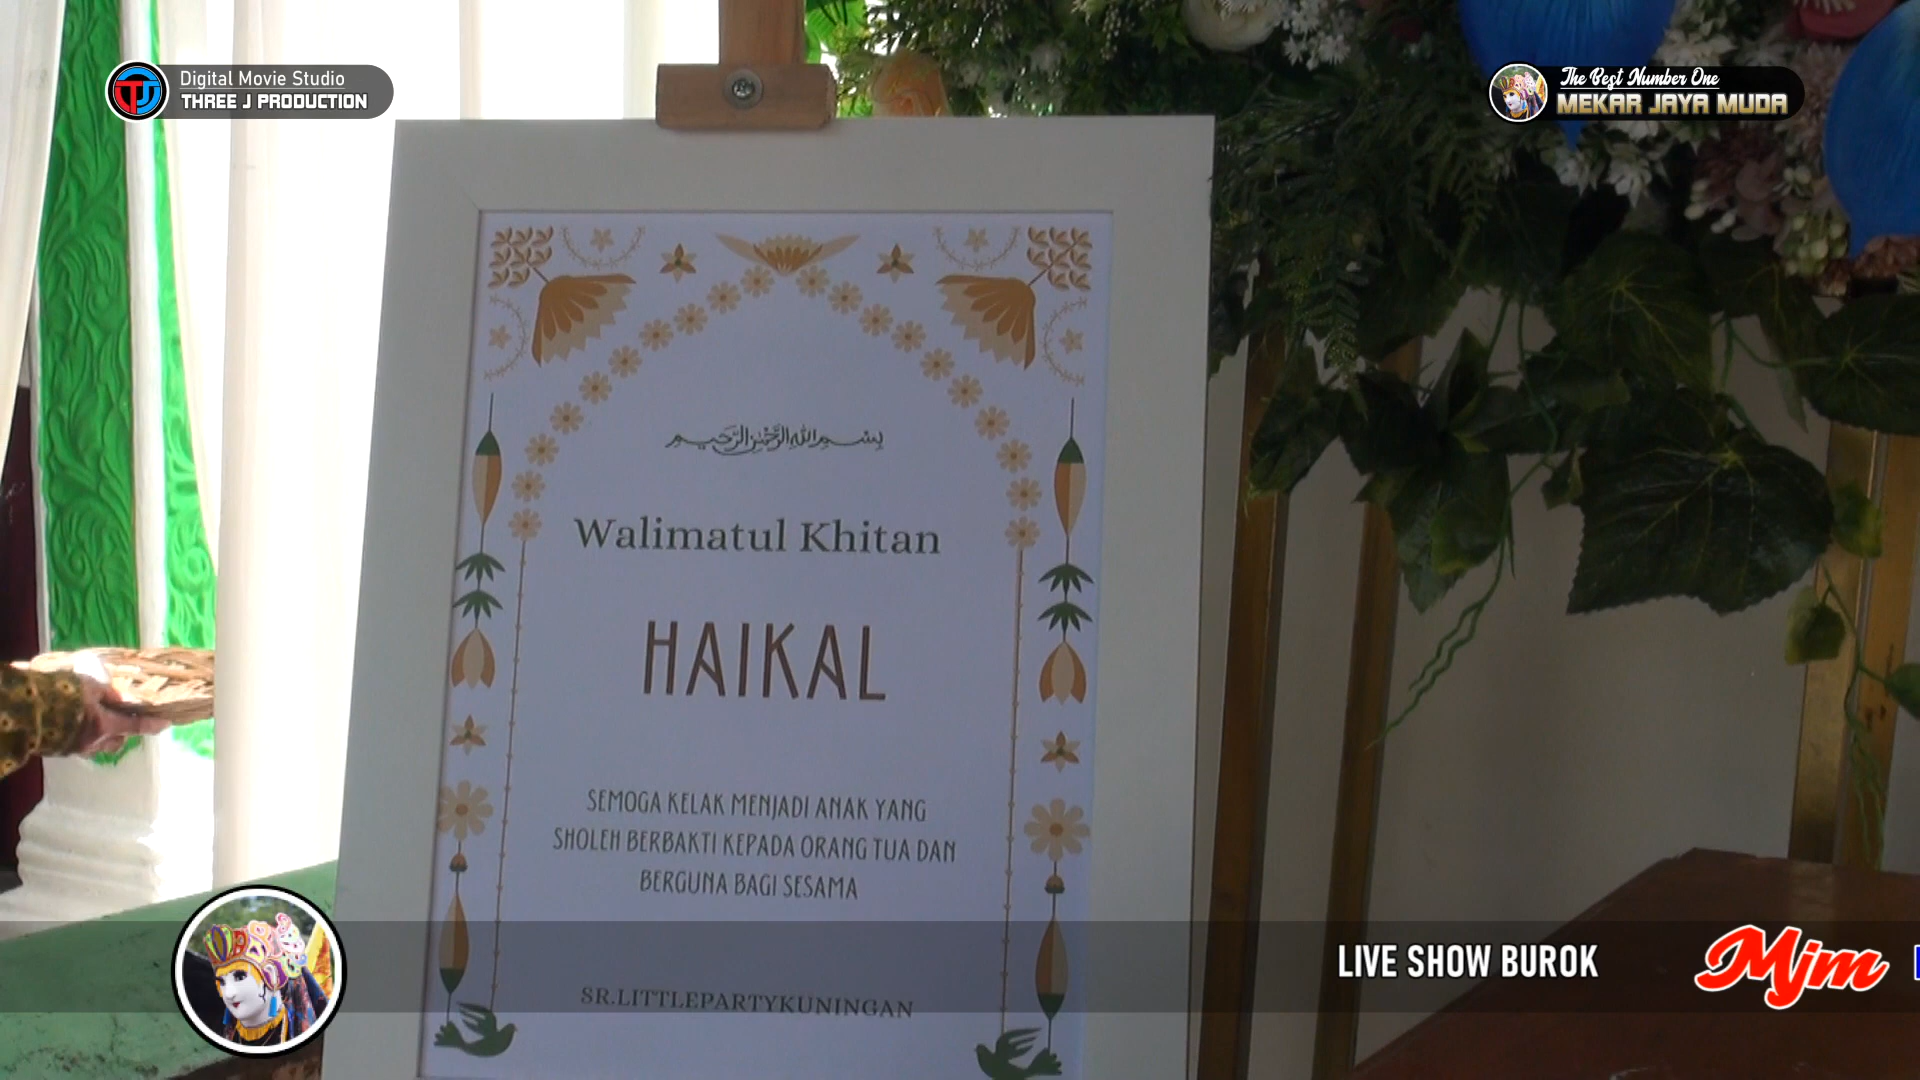 Digital Movie Studio
THREE J PRODUCTION
The Best Number One
MEKAR JAYA MUDA
بسم الله الرحمن الرحيم
Walimatul Khitan
HAIKAL
SEMOGA KELAK MENJADI ANAK YANG
SHOLEH BERBAKTI KEPADA ORANG TUA DAN
BERGUNA BAGI SESAMA
SR.LITTLEPARTYKUNINGAN
LIVE SHOW BUROK
Mjm